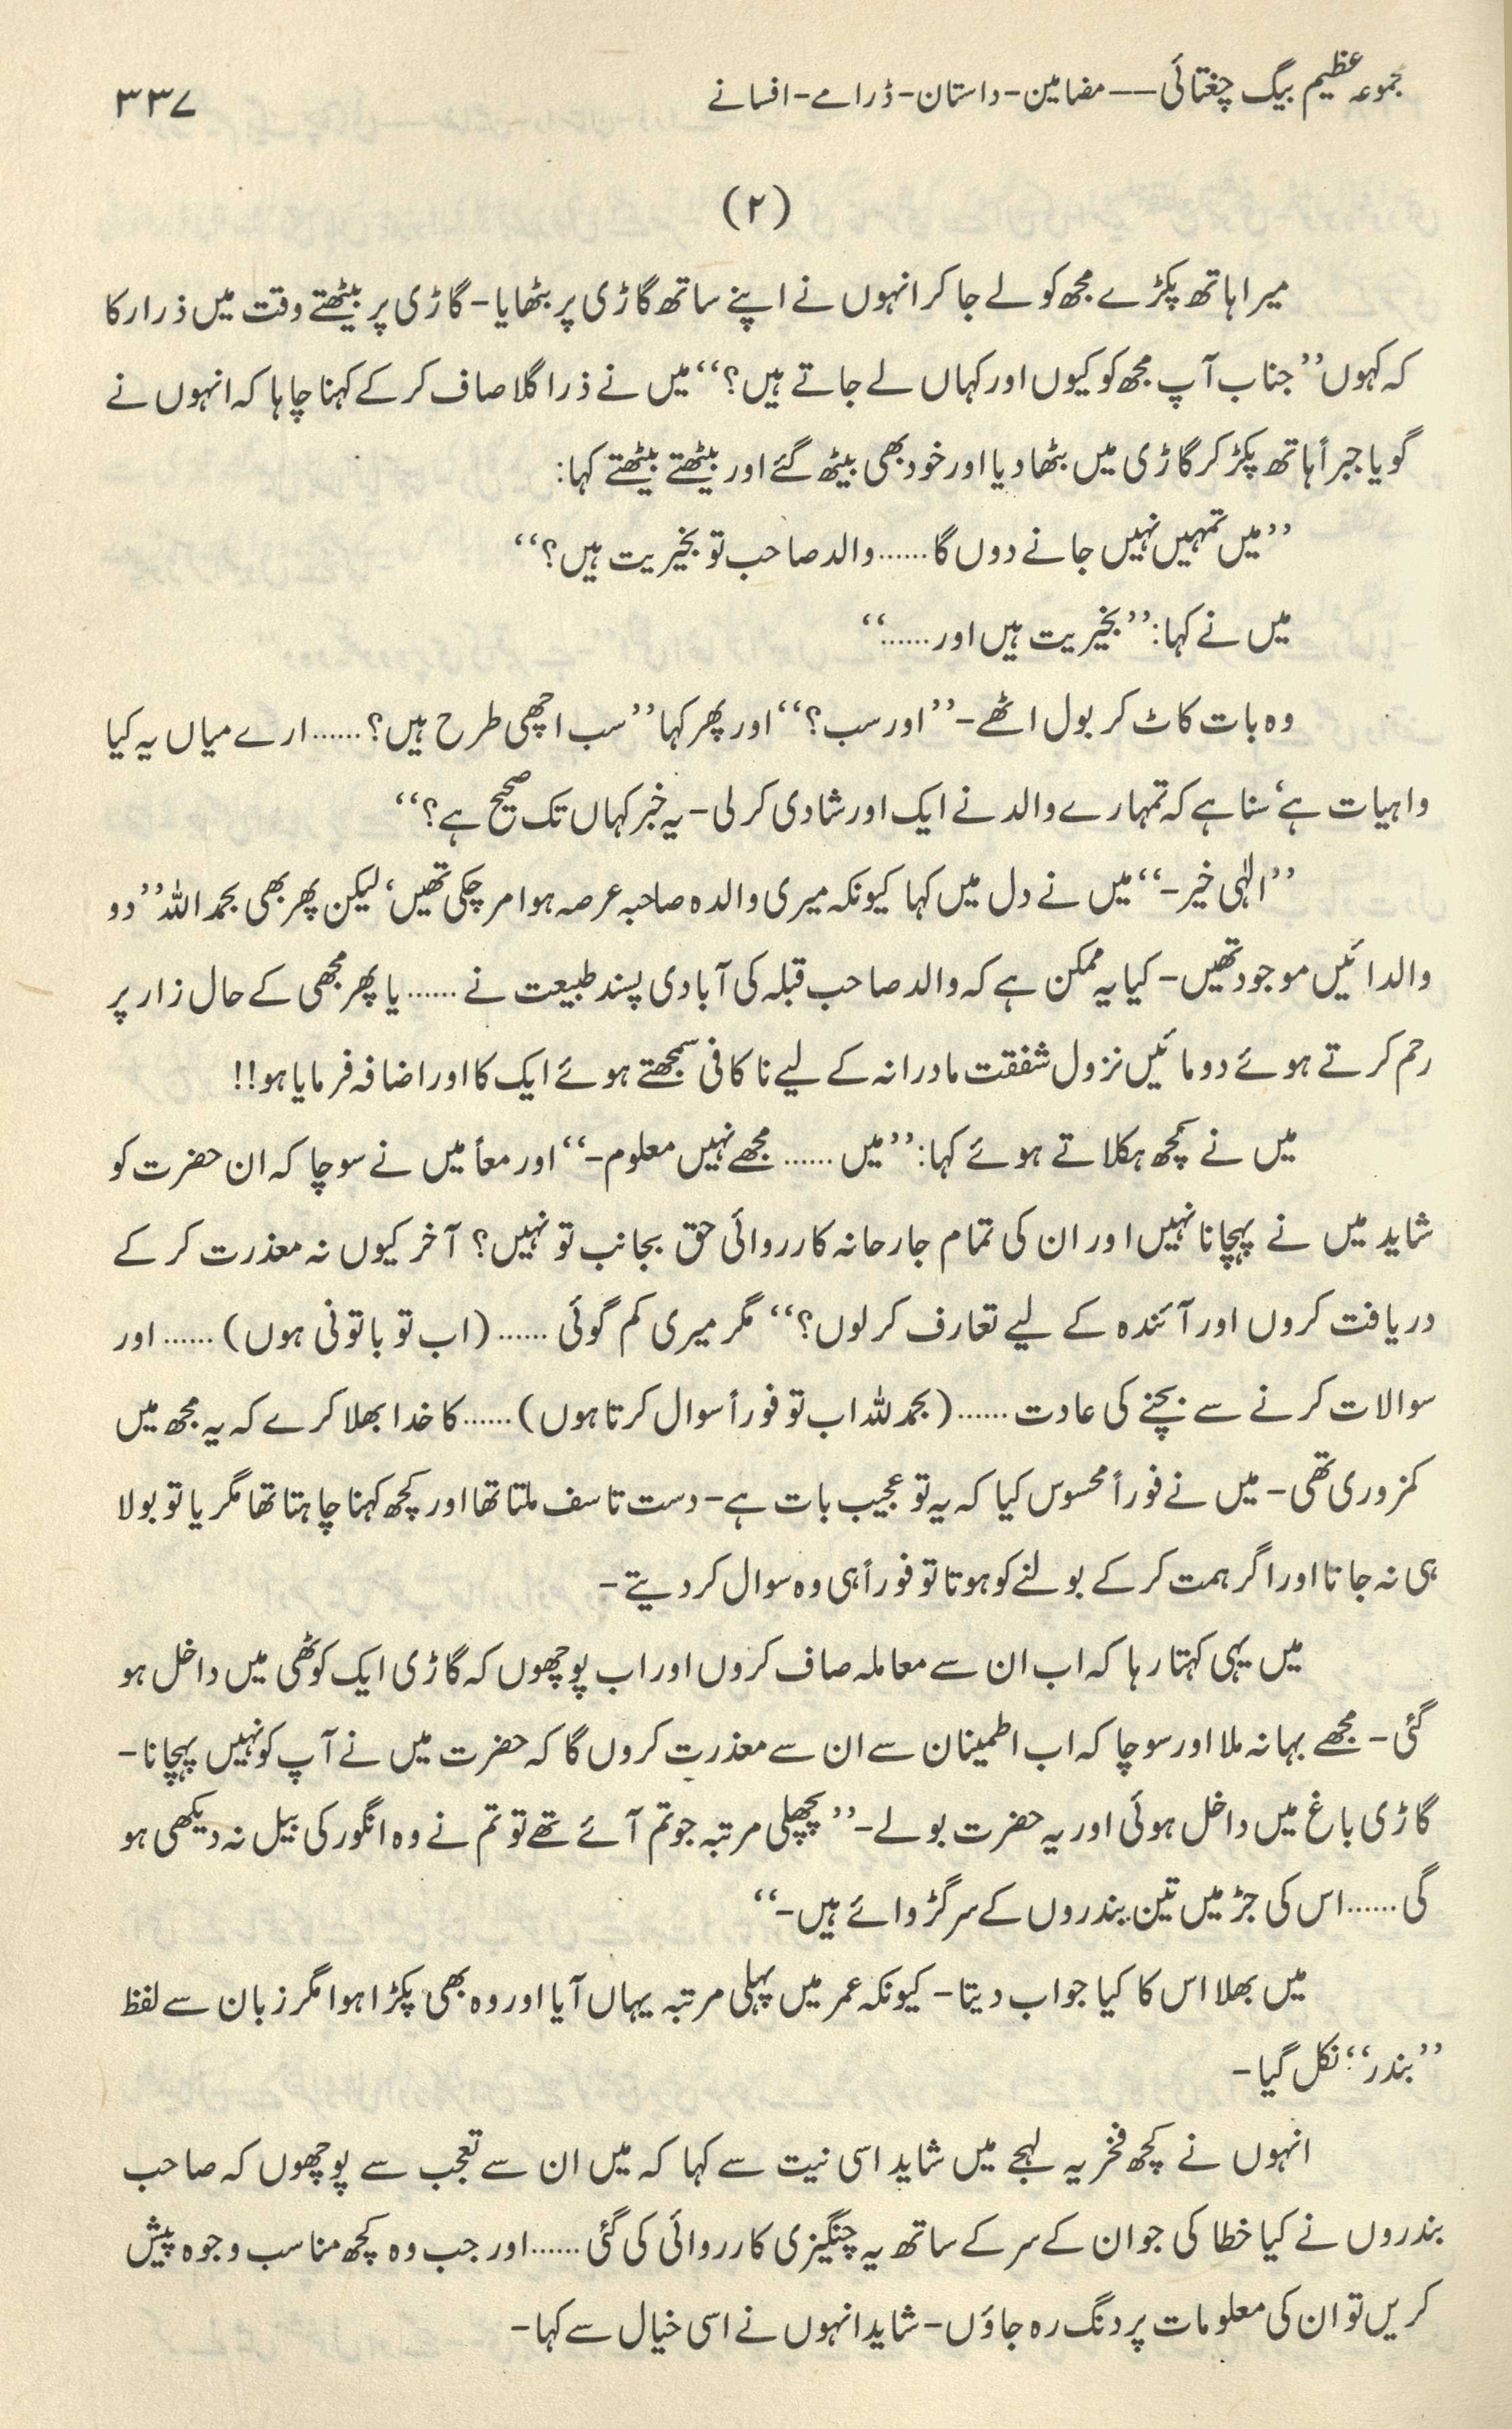 مجموعہ عظیم بیگ چغتائی —— مضامین - داستان - ڈرامے - افسانے ۳۳۷
(۲)
میرا ہاتھ پکڑے مجھ کو لے جا کر انہوں نے اپنے ساتھ گاڑی پر بٹھایا - گاڑی پر بیٹھتے وقت میں ذرا رکا
کہ کہوں ’’جناب آپ مجھ کو کیوں اور کہاں لے جاتے ہیں؟‘‘ میں نے ذرا گلا صاف کر کے کہنا چاہا کہ انہوں نے
گویا جبراً ہاتھ پکڑ کر گاڑی میں بٹھا دیا اور خود بھی بیٹھ گئے اور بیٹھتے بیٹھتے کہا:
’’میں تمہیں نہیں جانے دوں گا ...... والد صاحب تو بخیریت ہیں؟‘‘
میں نے کہا: ’’بخیریت ہیں اور ......‘‘
وہ بات کاٹ کر بول اٹھے - ’’اور سب؟‘‘ اور پھر کہا ’’سب اچھی طرح ہیں؟ ...... ارے میاں یہ کیا
واہیات ہے‘ سنا ہے کہ تمہارے والد نے ایک اور شادی کر لی - یہ خبر کہاں تک صحیح ہے؟‘‘
’’الٰہی خیر -‘‘ میں نے دل میں کہا کیونکہ میری والدہ صاحبہ عرصہ ہوا مر چکی تھیں‘ لیکن پھر بھی بحمد اللہ ’’دو
والدائیں موجود تھیں - کیا یہ ممکن ہے کہ والد صاحب قبلہ کی آبادی پسند طبیعت نے ...... یا پھر مجھی کے حال زار پر
رحم کرتے ہوئے دو مائیں نزول شفقت مادرانہ کے لیے ناکافی سمجھتے ہوئے ایک کا اور اضافہ فرمایا ہو!!
میں نے کچھ ہکلاتے ہوئے کہا: ’’میں ...... مجھے نہیں معلوم -‘‘ اور معاً میں نے سوچا کہ ان حضرت کو
شاید میں نے پہچانا نہیں اور ان کی تمام جارحانہ کارروائی حق بجانب تو نہیں؟ آخر کیوں نہ معذرت کر کے
دریافت کروں اور آئندہ کے لیے تعارف کر لوں؟‘‘ مگر میری کم گوئی ...... (اب تو باتونی ہوں) ...... اور
سوالات کرنے سے بچنے کی عادت ...... (بحمد للہ اب تو فوراً سوال کرتا ہوں) ...... کا خدا بھلا کرے کہ یہ مجھ میں
کمزوری تھی - میں نے فوراً محسوس کیا کہ یہ تو عجیب بات ہے - دست تاسف ملتا تھا اور کچھ کہنا چاہتا تھا مگر یا تو بولا
ہی نہ جاتا اور اگر ہمت کر کے بولنے کو ہوتا تو فوراً ہی وہ سوال کر دیتے -
میں یہی کہتا رہا کہ اب ان سے معاملہ صاف کروں اور اب پوچھوں کہ گاڑی ایک کوٹھی میں داخل ہو
گئی - مجھے بہانہ ملا اور سوچا کہ اب اطمینان سے ان سے معذرت کروں گا کہ حضرت میں نے آپ کو نہیں پہچانا -
گاڑی باغ میں داخل ہوئی اور یہ حضرت بولے - ’’پچھلی مرتبہ جو تم آئے تھے تو تم نے وہ انگور کی بیل نہ دیکھی ہو
گی ...... اس کی جڑ میں تین بندروں کے سر گڑوائے ہیں -‘‘
میں بھلا اس کا کیا جواب دیتا - کیونکہ عمر میں پہلی مرتبہ یہاں آیا اور وہ بھی پکڑا ہوا مگر زبان سے لفظ
’’بندر‘‘ نکل گیا -
انہوں نے کچھ فخریہ لہجے میں شاید اسی نیت سے کہا کہ میں ان سے تعجب سے پوچھوں کہ صاحب
بندروں نے کیا خطا کی جو ان کے سر کے ساتھ یہ چنگیزی کارروائی کی گئی ...... اور جب وہ کچھ مناسب وجوہ پیش
کریں تو ان کی معلومات پر دنگ رہ جاؤں - شاید انہوں نے اسی خیال سے کہا -